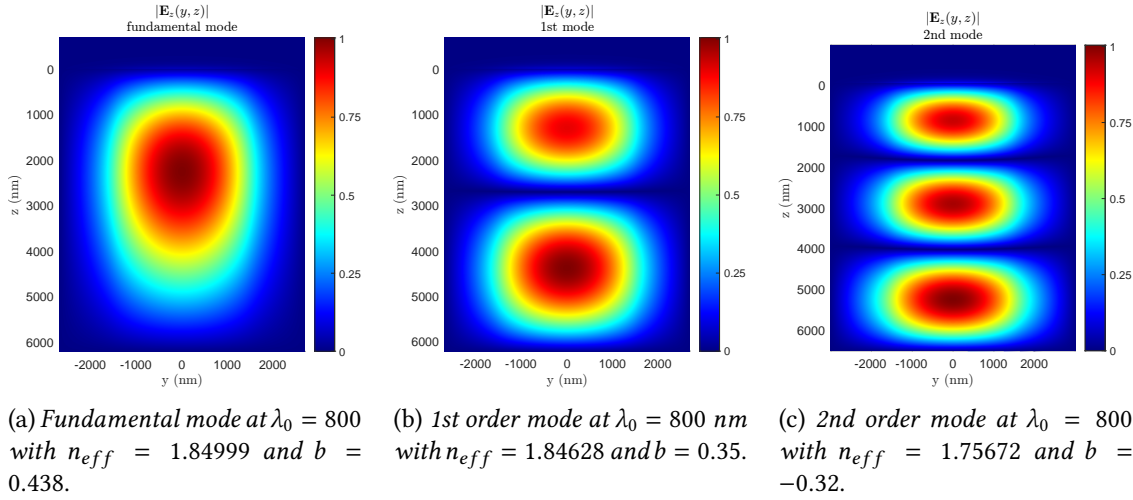 |E_z(y, z)|
fundamental mode
1
0
1000
0.75
2000
z (nm)
0.5
3000
4000
0.25
5000
6000
0
-2000 -1000 0 1000 2000
y (nm)
(a) Fundamental mode at λ_0 = 800
with n_eff = 1.84999 and b =
0.438.
|E_z(y, z)|
1st mode
1
0
1000
0.75
2000
z (nm)
0.5
3000
4000
0.25
5000
6000
0
-2000 -1000 0 1000 2000
y (nm)
(b) 1st order mode at λ_0 = 800 nm
with n_eff = 1.84628 and b = 0.35.
|E_z(y, z)|
2nd mode
1
0
1000
0.75
2000
z (nm)
0.5
3000
4000
0.25
5000
6000
0
-2000 -1000 0 1000 2000
y (nm)
(c) 2nd order mode at λ_0 = 800
with n_eff = 1.75672 and b =
−0.32.